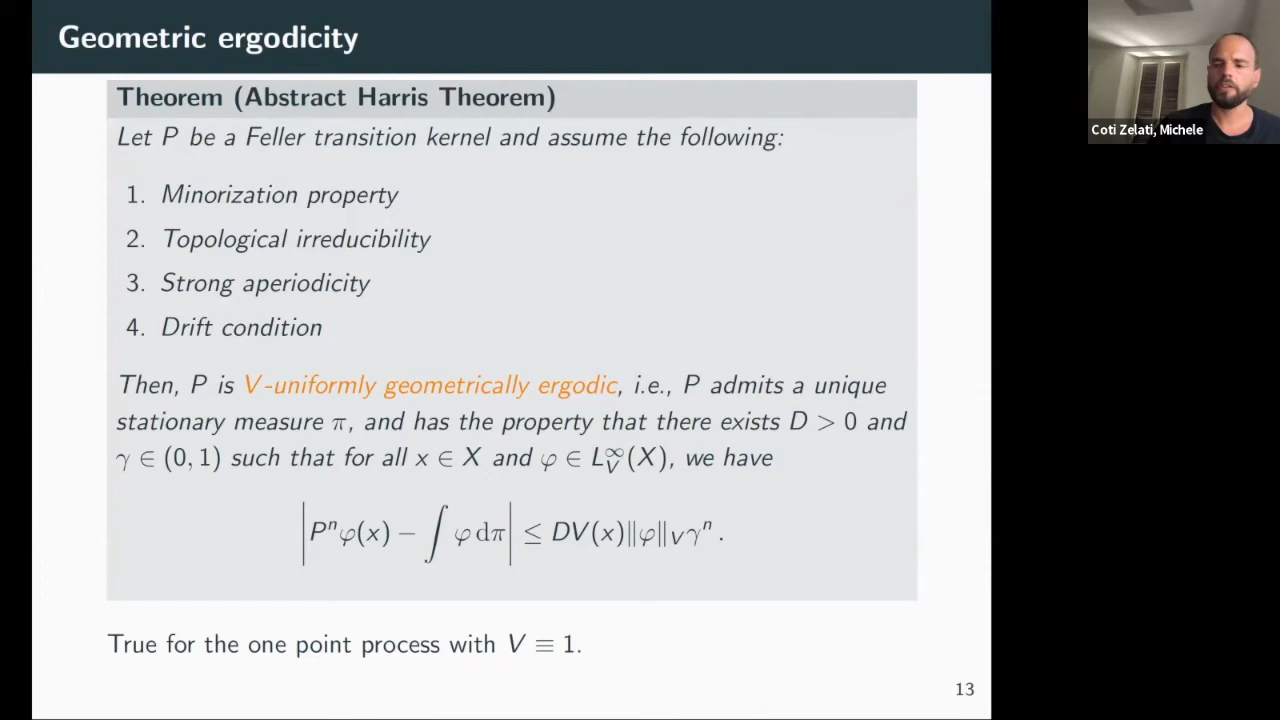 Geometric ergodicity
Theorem (Abstract Harris Theorem)
Let P be a Feller transition kernel and assume the following:
1. Minorization property
2. Topological irreducibility
3. Strong aperiodicity
4. Drift condition
Then, P is V-uniformly geometrically ergodic, i.e., P admits a unique
stationary measure π, and has the property that there exists D > 0 and
γ ∈ (0, 1) such that for all x ∈ X and φ ∈ L_V^∞(X), we have
|P^n φ(x) − ∫ φ dπ| ≤ DV(x)‖φ‖_V γ^n .
True for the one point process with V ≡ 1.
13
Coti Zelati, Michele